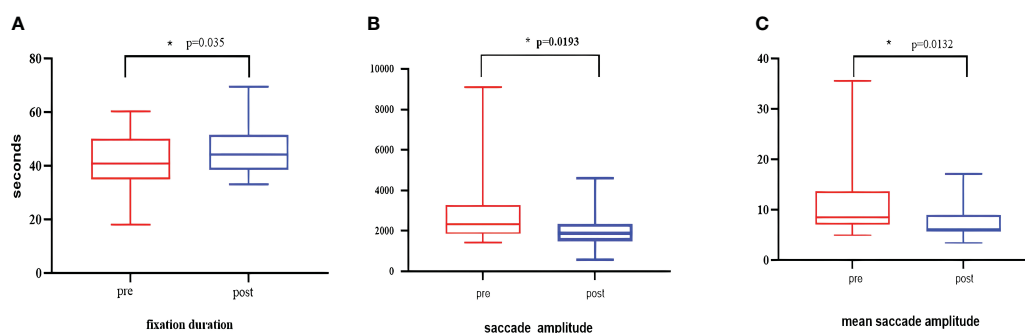 A
* p=0.035
80
60
40
20
0
seconds
pre
post
fixation duration
B
* p=0.0193
10000
8000
6000
4000
2000
0
pre
post
saccade amplitude
C
* p=0.0132
40
30
20
10
0
pre
post
mean saccade amplitude